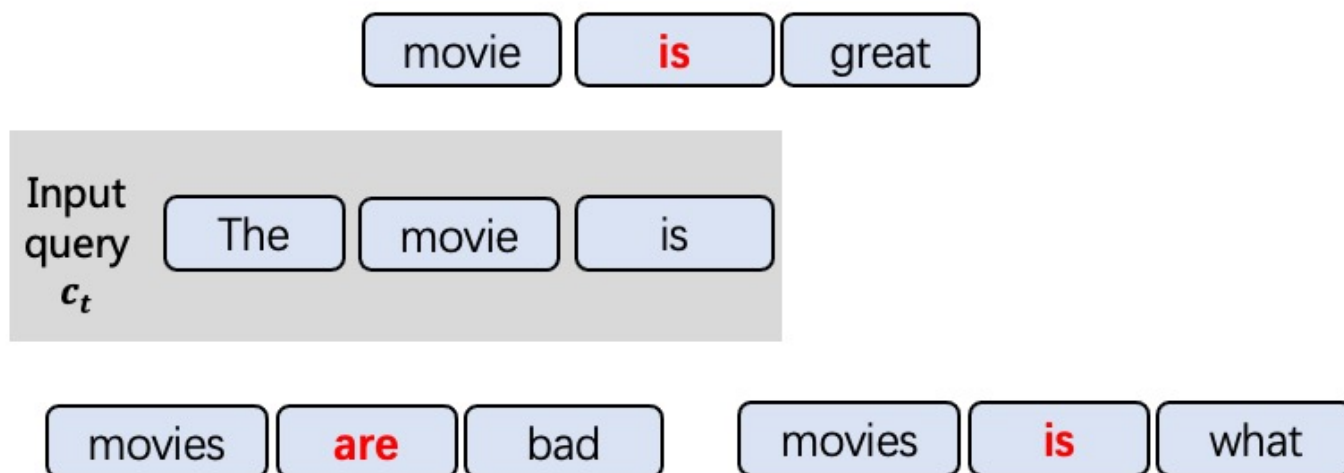 movie is great
Input
query
c_t
The movie is
movies are bad
movies is what